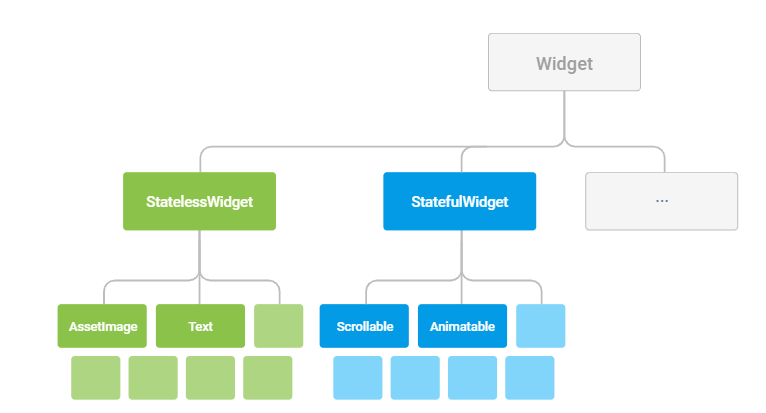 Widget
StatelessWidget
StatefulWidget
...
AssetImage
Text
Scrollable
Animatable